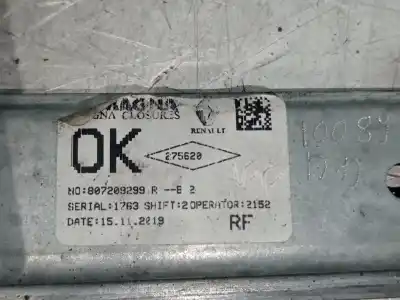 MAGNA
GNA CLOSURES
RENAULT
OK
275620
NO:807209299 R --E 2
SERIAL:1763 SHIFT:2 OPERATOR:2152
DATE:15.11.2019
RF